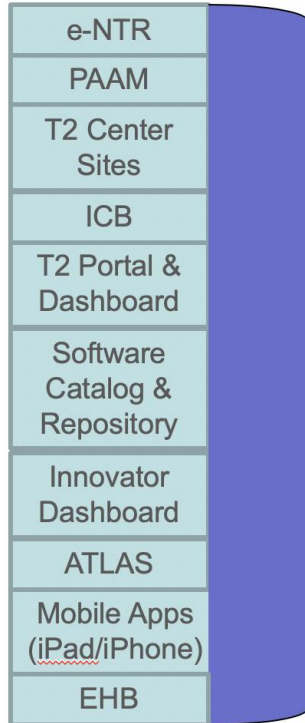 e-NTR
PAAM
T2 Center
Sites
ICB
T2 Portal &
Dashboard
Software
Catalog &
Repository
Innovator
Dashboard
ATLAS
Mobile Apps
(iPad/iPhone)
EHB